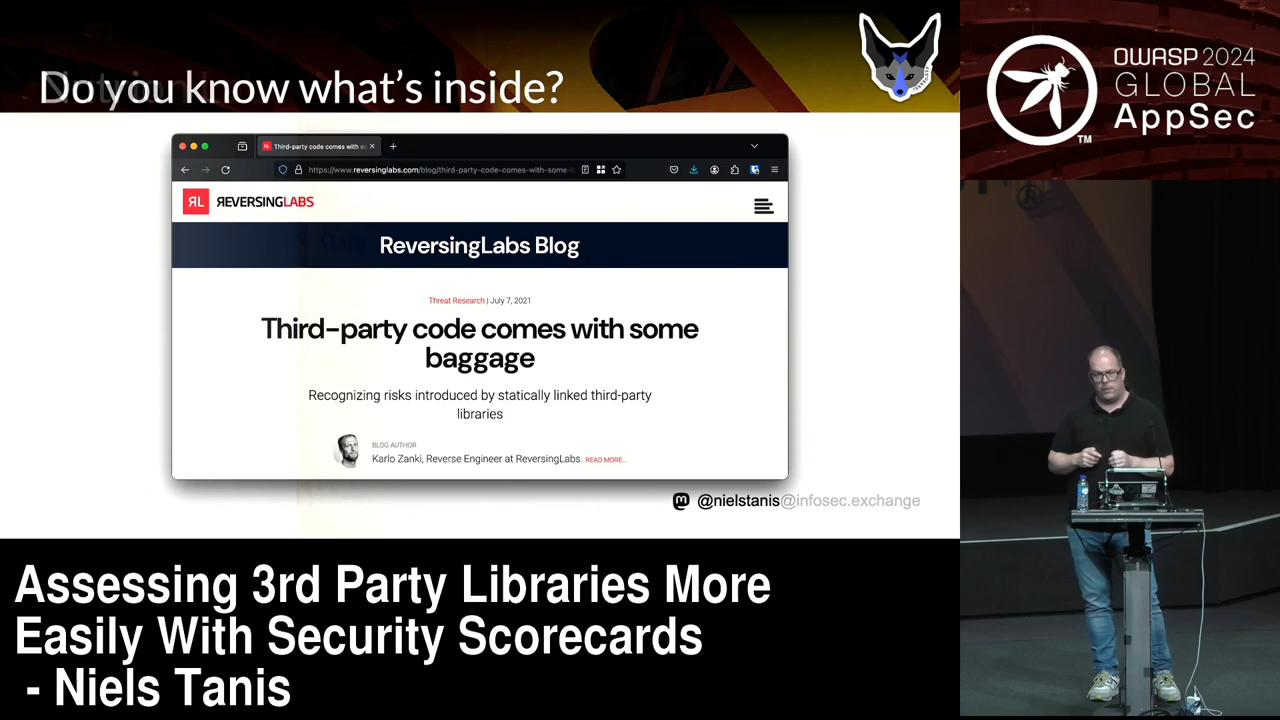 Do you know what's inside?
Third-party code comes with s
https://www.reversinglabs.com/blog/third-party-code-comes-with-some-b
RL REVERSINGLABS
ReversingLabs Blog
Threat Research | July 7, 2021
Third-party code comes with some
baggage
Recognizing risks introduced by statically linked third-party
libraries
BLOG AUTHOR
Karlo Zanki, Reverse Engineer at ReversingLabs. READ MORE...
@nielstanis@infosec.exchange
Assessing 3rd Party Libraries More
Easily With Security Scorecards
- Niels Tanis
OWASP 2024
GLOBAL
AppSec
TM